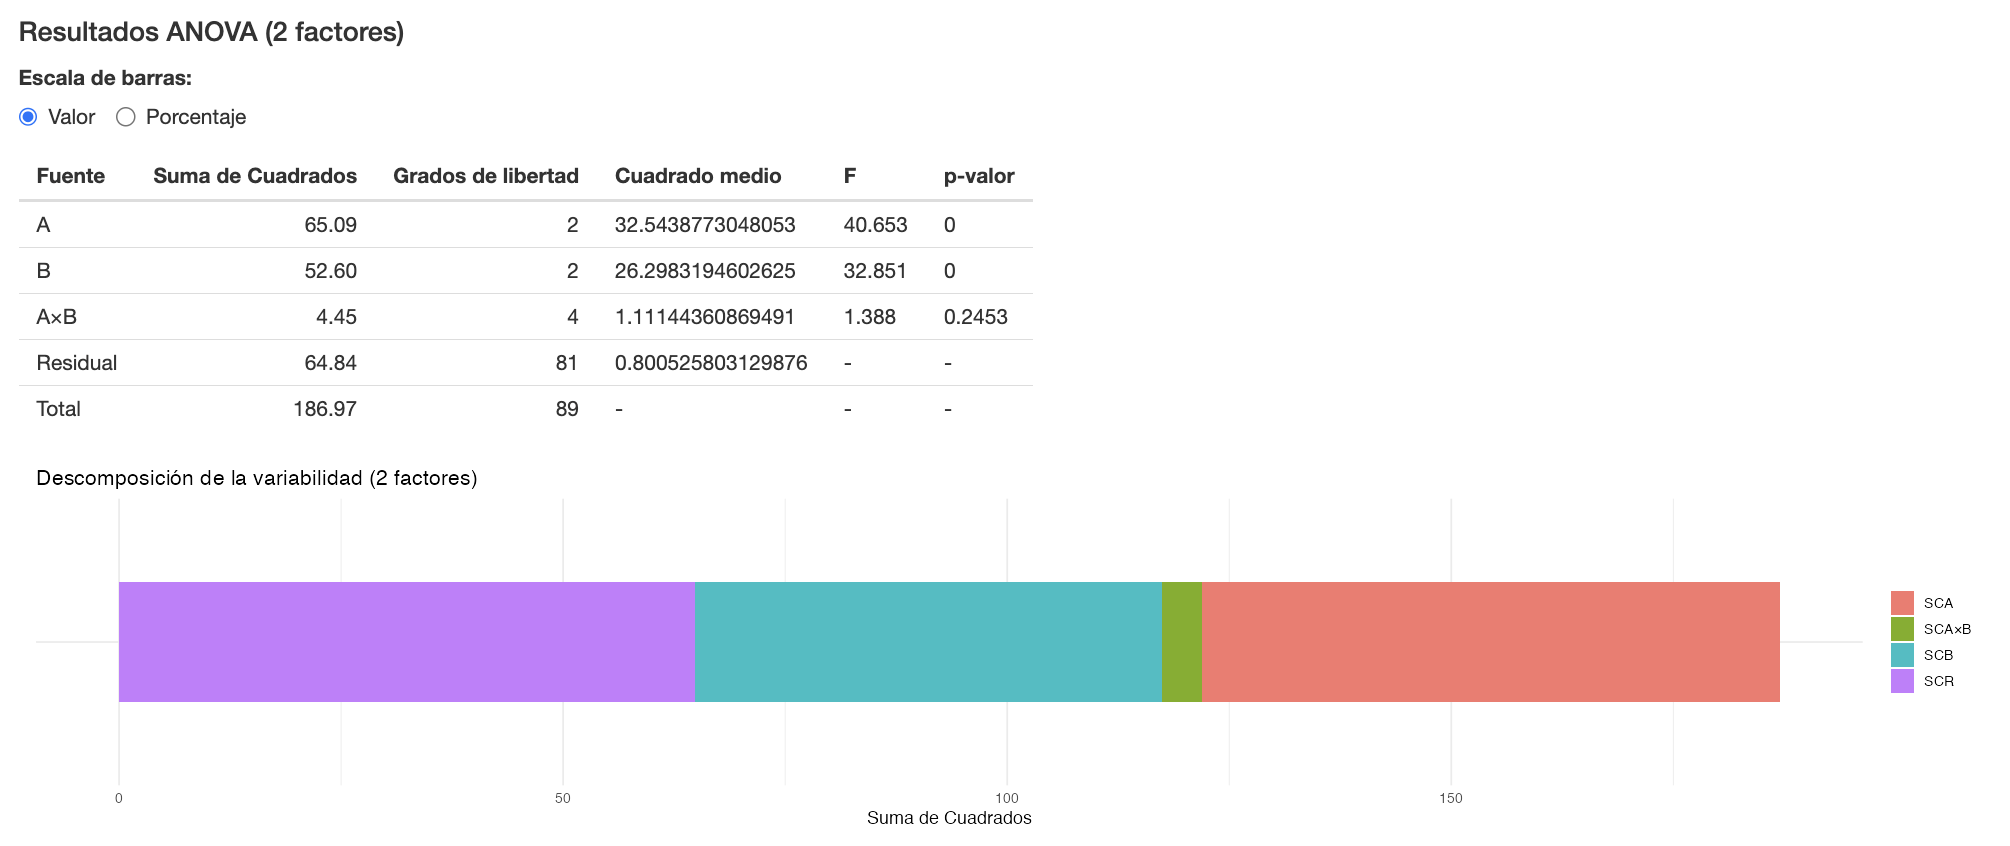 Resultados ANOVA (2 factores)
Escala de barras:
Valor Porcentaje
Fuente Suma de Cuadrados Grados de libertad Cuadrado medio F p-valor
A 65.09 2 32.5438773048053 40.653 0
B 52.60 2 26.2983194602625 32.851 0
A×B 4.45 4 1.11144360869491 1.388 0.2453
Residual 64.84 81 0.800525803129876 - -
Total 186.97 89 - - -
Descomposición de la variabilidad (2 factores)
SCA
SCA×B
SCB
SCR
0 50 100 150
Suma de Cuadrados